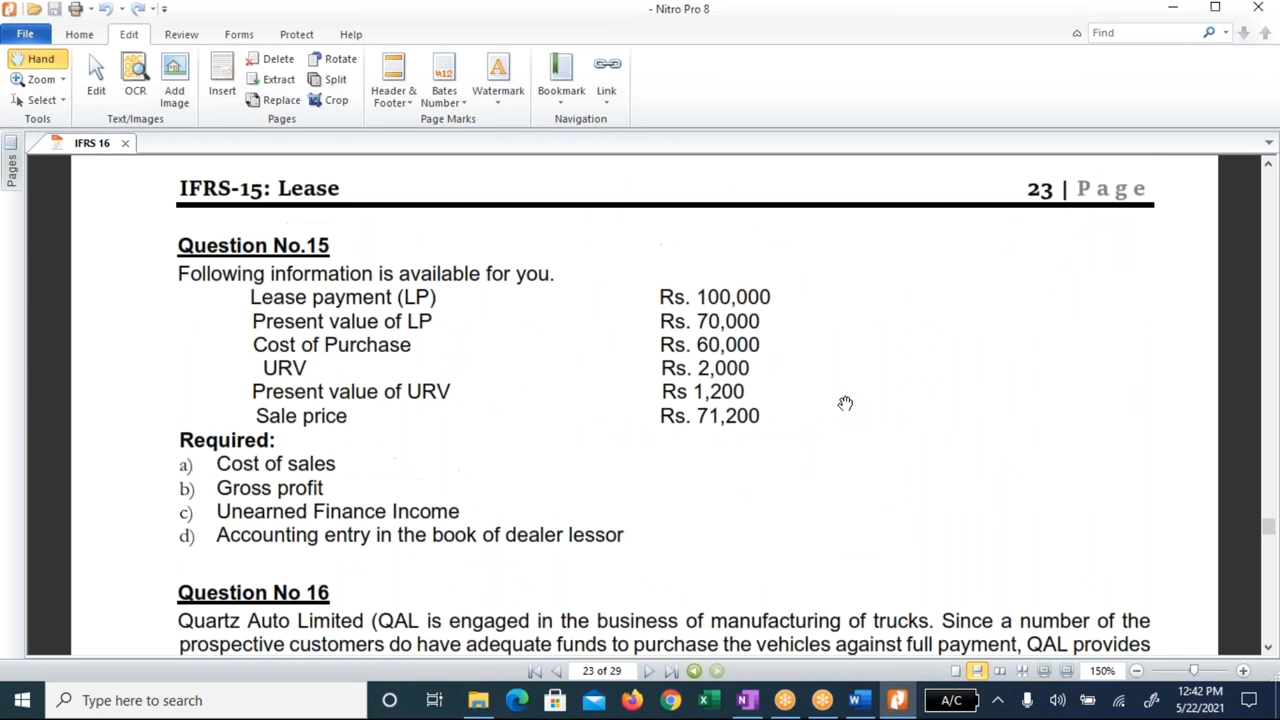 - Nitro Pro 8
File Home Edit Review Forms Protect Help Find
Hand Zoom Select Tools
Edit OCR Add Image Text/Images
Insert Delete Extract Replace Rotate Split Crop Pages
Header & Footer Bates Number Watermark Page Marks
Bookmark Link Navigation
IFRS 16
Pages
IFRS-15: Lease 23 | Page
Question No.15
Following information is available for you.
Lease payment (LP) Rs. 100,000
Present value of LP Rs. 70,000
Cost of Purchase Rs. 60,000
URV Rs. 2,000
Present value of URV Rs 1,200
Sale price Rs. 71,200
Required:
a) Cost of sales
b) Gross profit
c) Unearned Finance Income
d) Accounting entry in the book of dealer lessor
Question No 16
Quartz Auto Limited (QAL is engaged in the business of manufacturing of trucks. Since a number of the
prospective customers do have adequate funds to purchase the vehicles against full payment, QAL provides
23 of 29 150%
Type here to search A/C 12:42 PM
5/22/2021